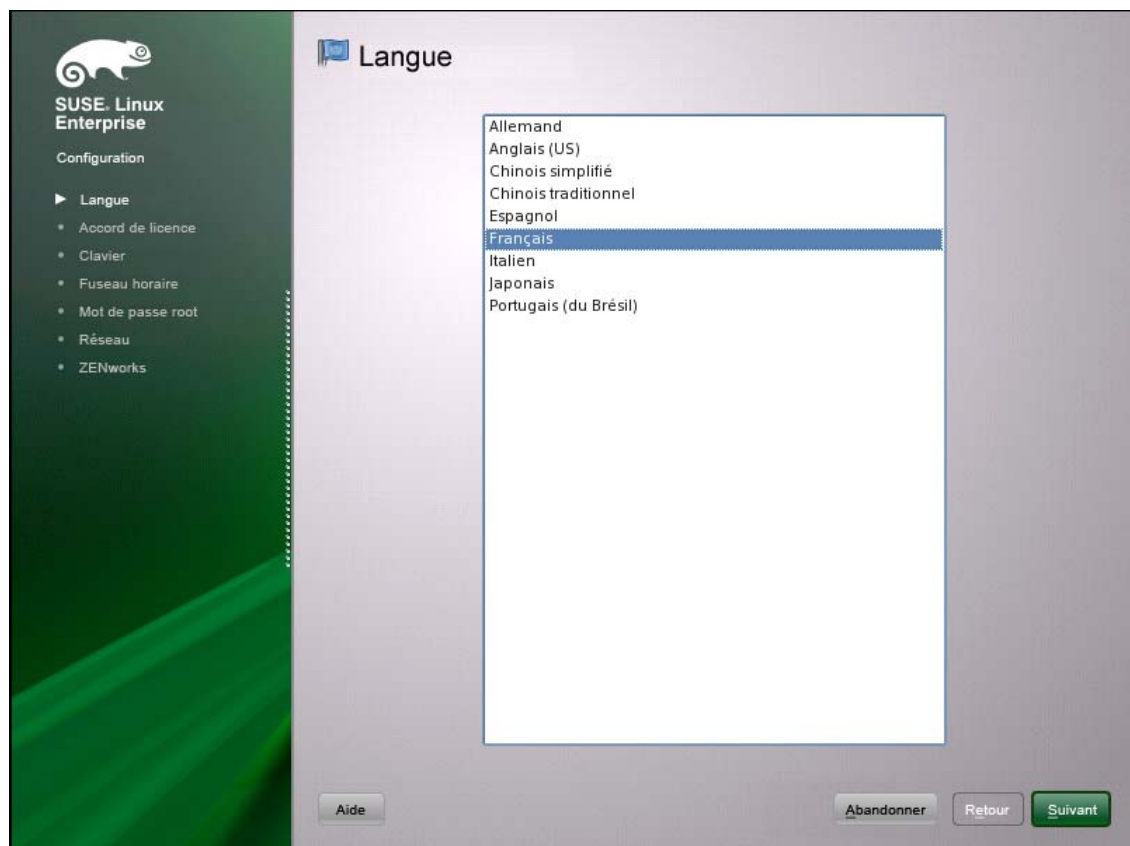 SUSE. Linux
Enterprise
Configuration
Langue
Accord de licence
Clavier
Fuseau horaire
Mot de passe root
Réseau
ZENworks
Langue
Allemand
Anglais (US)
Chinois simplifié
Chinois traditionnel
Espagnol
Français
Italien
Japonais
Portugais (du Brésil)
Aide
Abandonner
Retour
Suivant